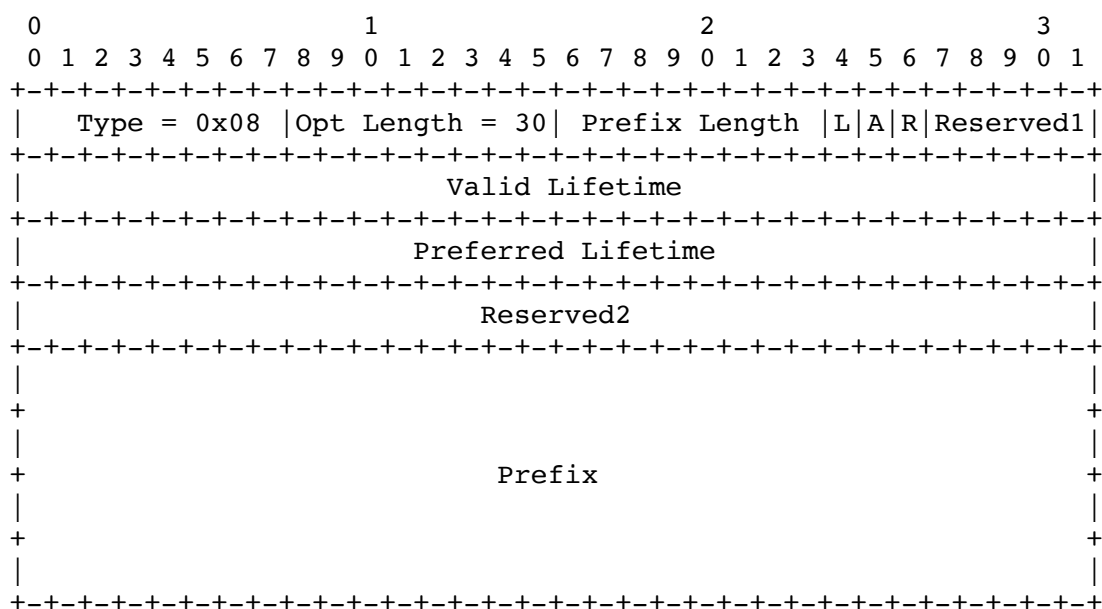 0                   1                   2                   3
 0 1 2 3 4 5 6 7 8 9 0 1 2 3 4 5 6 7 8 9 0 1 2 3 4 5 6 7 8 9 0 1
+-+-+-+-+-+-+-+-+-+-+-+-+-+-+-+-+-+-+-+-+-+-+-+-+-+-+-+-+-+-+-+-+
|   Type = 0x08 |Opt Length = 30| Prefix Length |L|A|R|Reserved1|
+-+-+-+-+-+-+-+-+-+-+-+-+-+-+-+-+-+-+-+-+-+-+-+-+-+-+-+-+-+-+-+-+
|                         Valid Lifetime                        |
+-+-+-+-+-+-+-+-+-+-+-+-+-+-+-+-+-+-+-+-+-+-+-+-+-+-+-+-+-+-+-+-+
|                       Preferred Lifetime                      |
+-+-+-+-+-+-+-+-+-+-+-+-+-+-+-+-+-+-+-+-+-+-+-+-+-+-+-+-+-+-+-+-+
|                           Reserved2                           |
+-+-+-+-+-+-+-+-+-+-+-+-+-+-+-+-+-+-+-+-+-+-+-+-+-+-+-+-+-+-+-+-+
|                                                               |
+                                                               +
|                                                               |
+                            Prefix                             +
|                                                               |
+                                                               +
|                                                               |
+-+-+-+-+-+-+-+-+-+-+-+-+-+-+-+-+-+-+-+-+-+-+-+-+-+-+-+-+-+-+-+-+